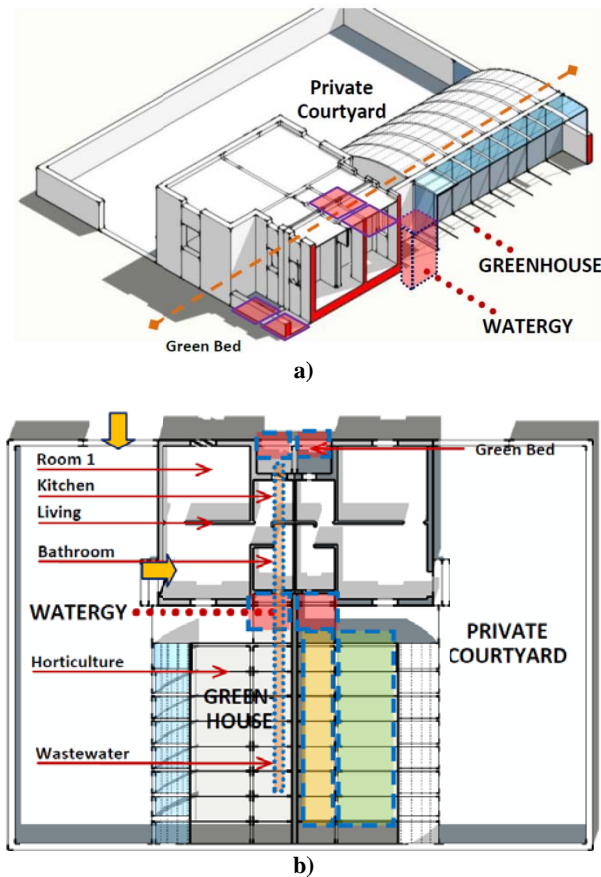 Private
Courtyard
GREENHOUSE
WATERGY
Green Bed
a)
Room 1
Green Bed
Kitchen
Living
Bathroom
WATERGY
PRIVATE
COURTYARD
Horticulture
GREEN-
HOUSE
Wastewater
b)